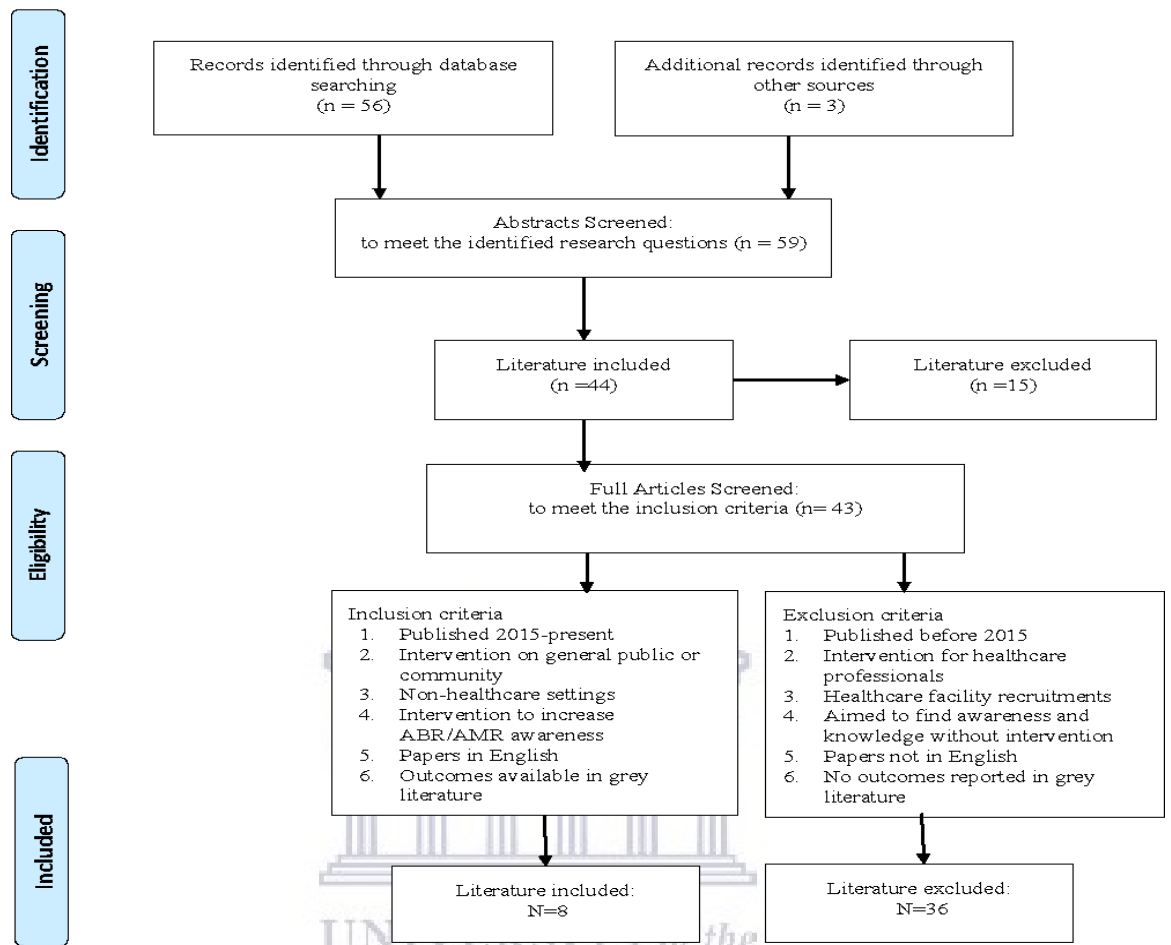 Identification
Records identified through database
searching
(n = 56)
Additional records identified through
other sources
(n = 3)
Abstracts Screened:
to meet the identified research questions (n = 59)
Screening
Literature included
(n =44)
Literature excluded
(n =15)
Eligibility
Full Articles Screened:
to meet the inclusion criteria (n= 43)
Inclusion criteria
1. Published 2015-present
2. Intervention on general public or
community
3. Non-healthcare settings
4. Intervention to increase
ABR/AMR awareness
5. Papers in English
6. Outcomes available in grey
literature
Exclusion criteria
1. Published before 2015
2. Intervention for healthcare
professionals
3. Healthcare facility recruitments
4. Aimed to find awareness and
knowledge without intervention
5. Papers not in English
6. No outcomes reported in grey
literature
Included
Literature included:
N=8
Literature excluded:
N=36
the